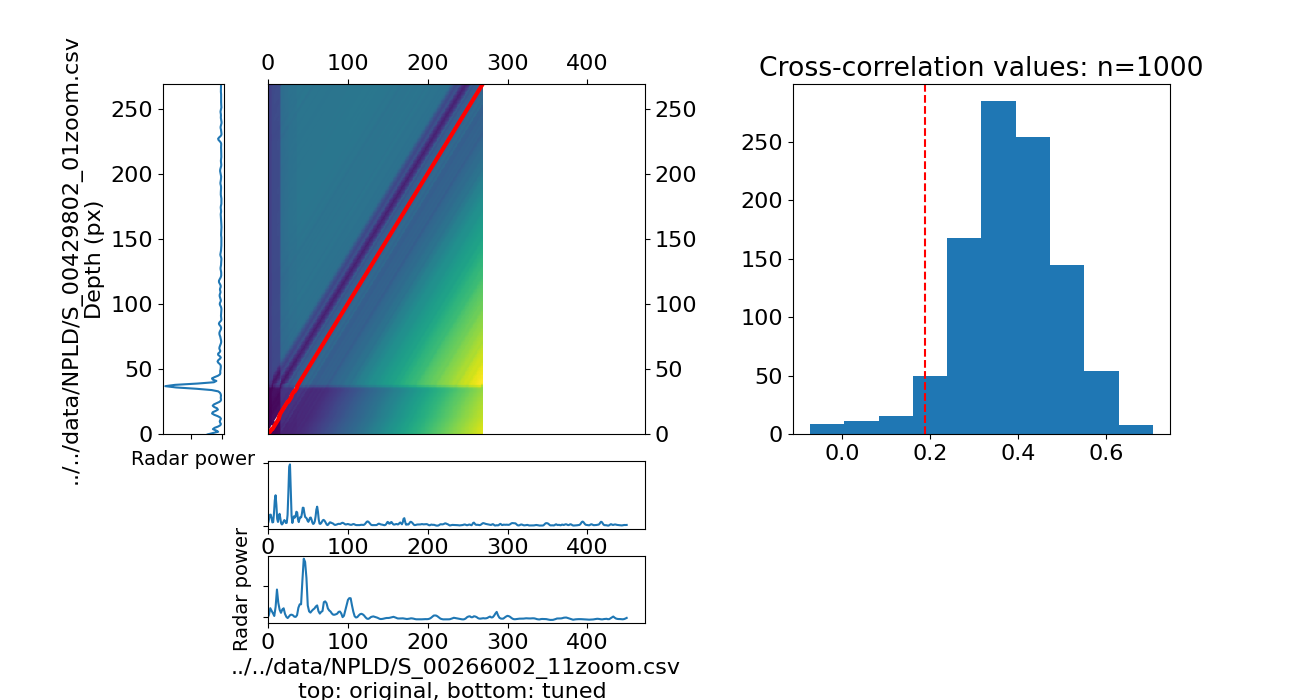 0 100 200 300 400
Cross-correlation values: n=1000
../../data/NPLD/S_00429802_01zoom.csv
Depth (px)
250
200
150
100
50
0
Radar power
250
200
150
100
50
0
250
200
150
100
50
0
0.0 0.2 0.4 0.6
0 100 200 300 400
Radar power
0 100 200 300 400
../../data/NPLD/S_00266002_11zoom.csv
top: original, bottom: tuned